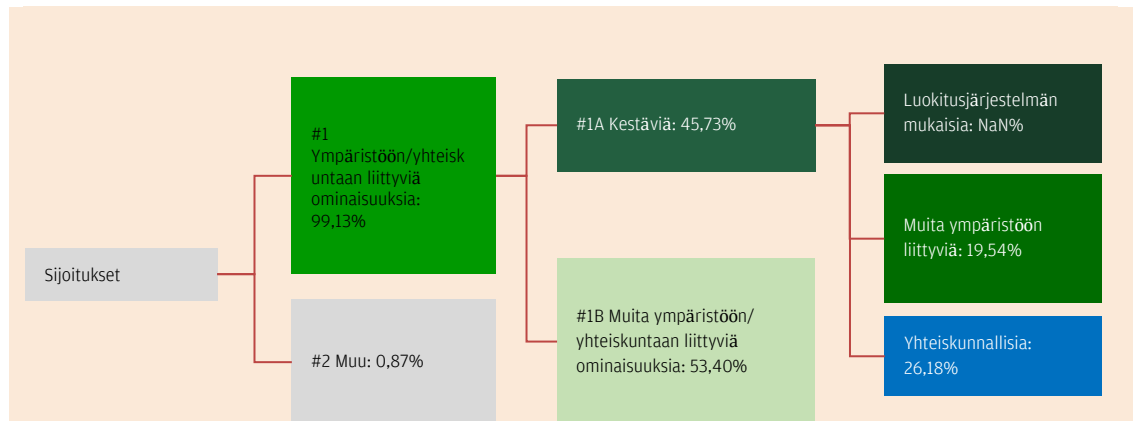 Sijoitukset
#1
Ympäristöön/yhteisk
untaan liittyviä
ominaisuuksia:
99,13%
#2 Muu: 0,87%
#1A Kestäviä: 45,73%
#1B Muita ympäristöön/
yhteiskuntaan liittyviä
ominaisuuksia: 53,40%
Luokitusjärjestelmän
mukaisia: NaN%
Muita ympäristöön
liittyviä: 19,54%
Yhteiskunnallisia:
26,18%